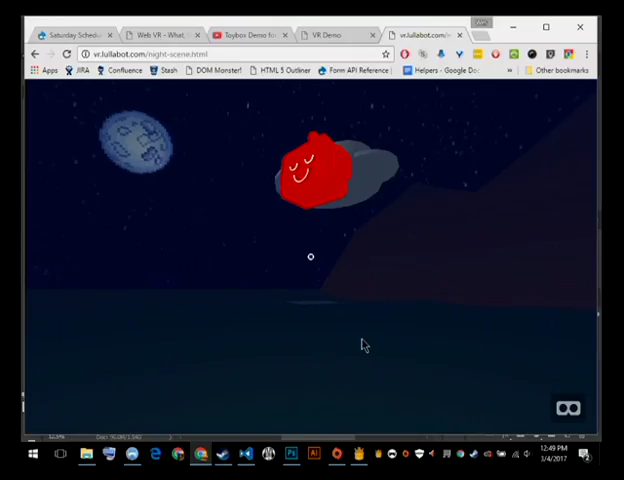 Saturday Schedu
Web VR - What,
Toybox Demo for
VR Demo
vr.lullabot.com/n
vr.lullabot.com/night-scene.html
Apps
JIRA
Confluence
Stash
DOM Monster!
HTML 5 Outliner
Form API Reference
Helpers - Google Do
Other bookmarks
12:49 PM
3/4/2017